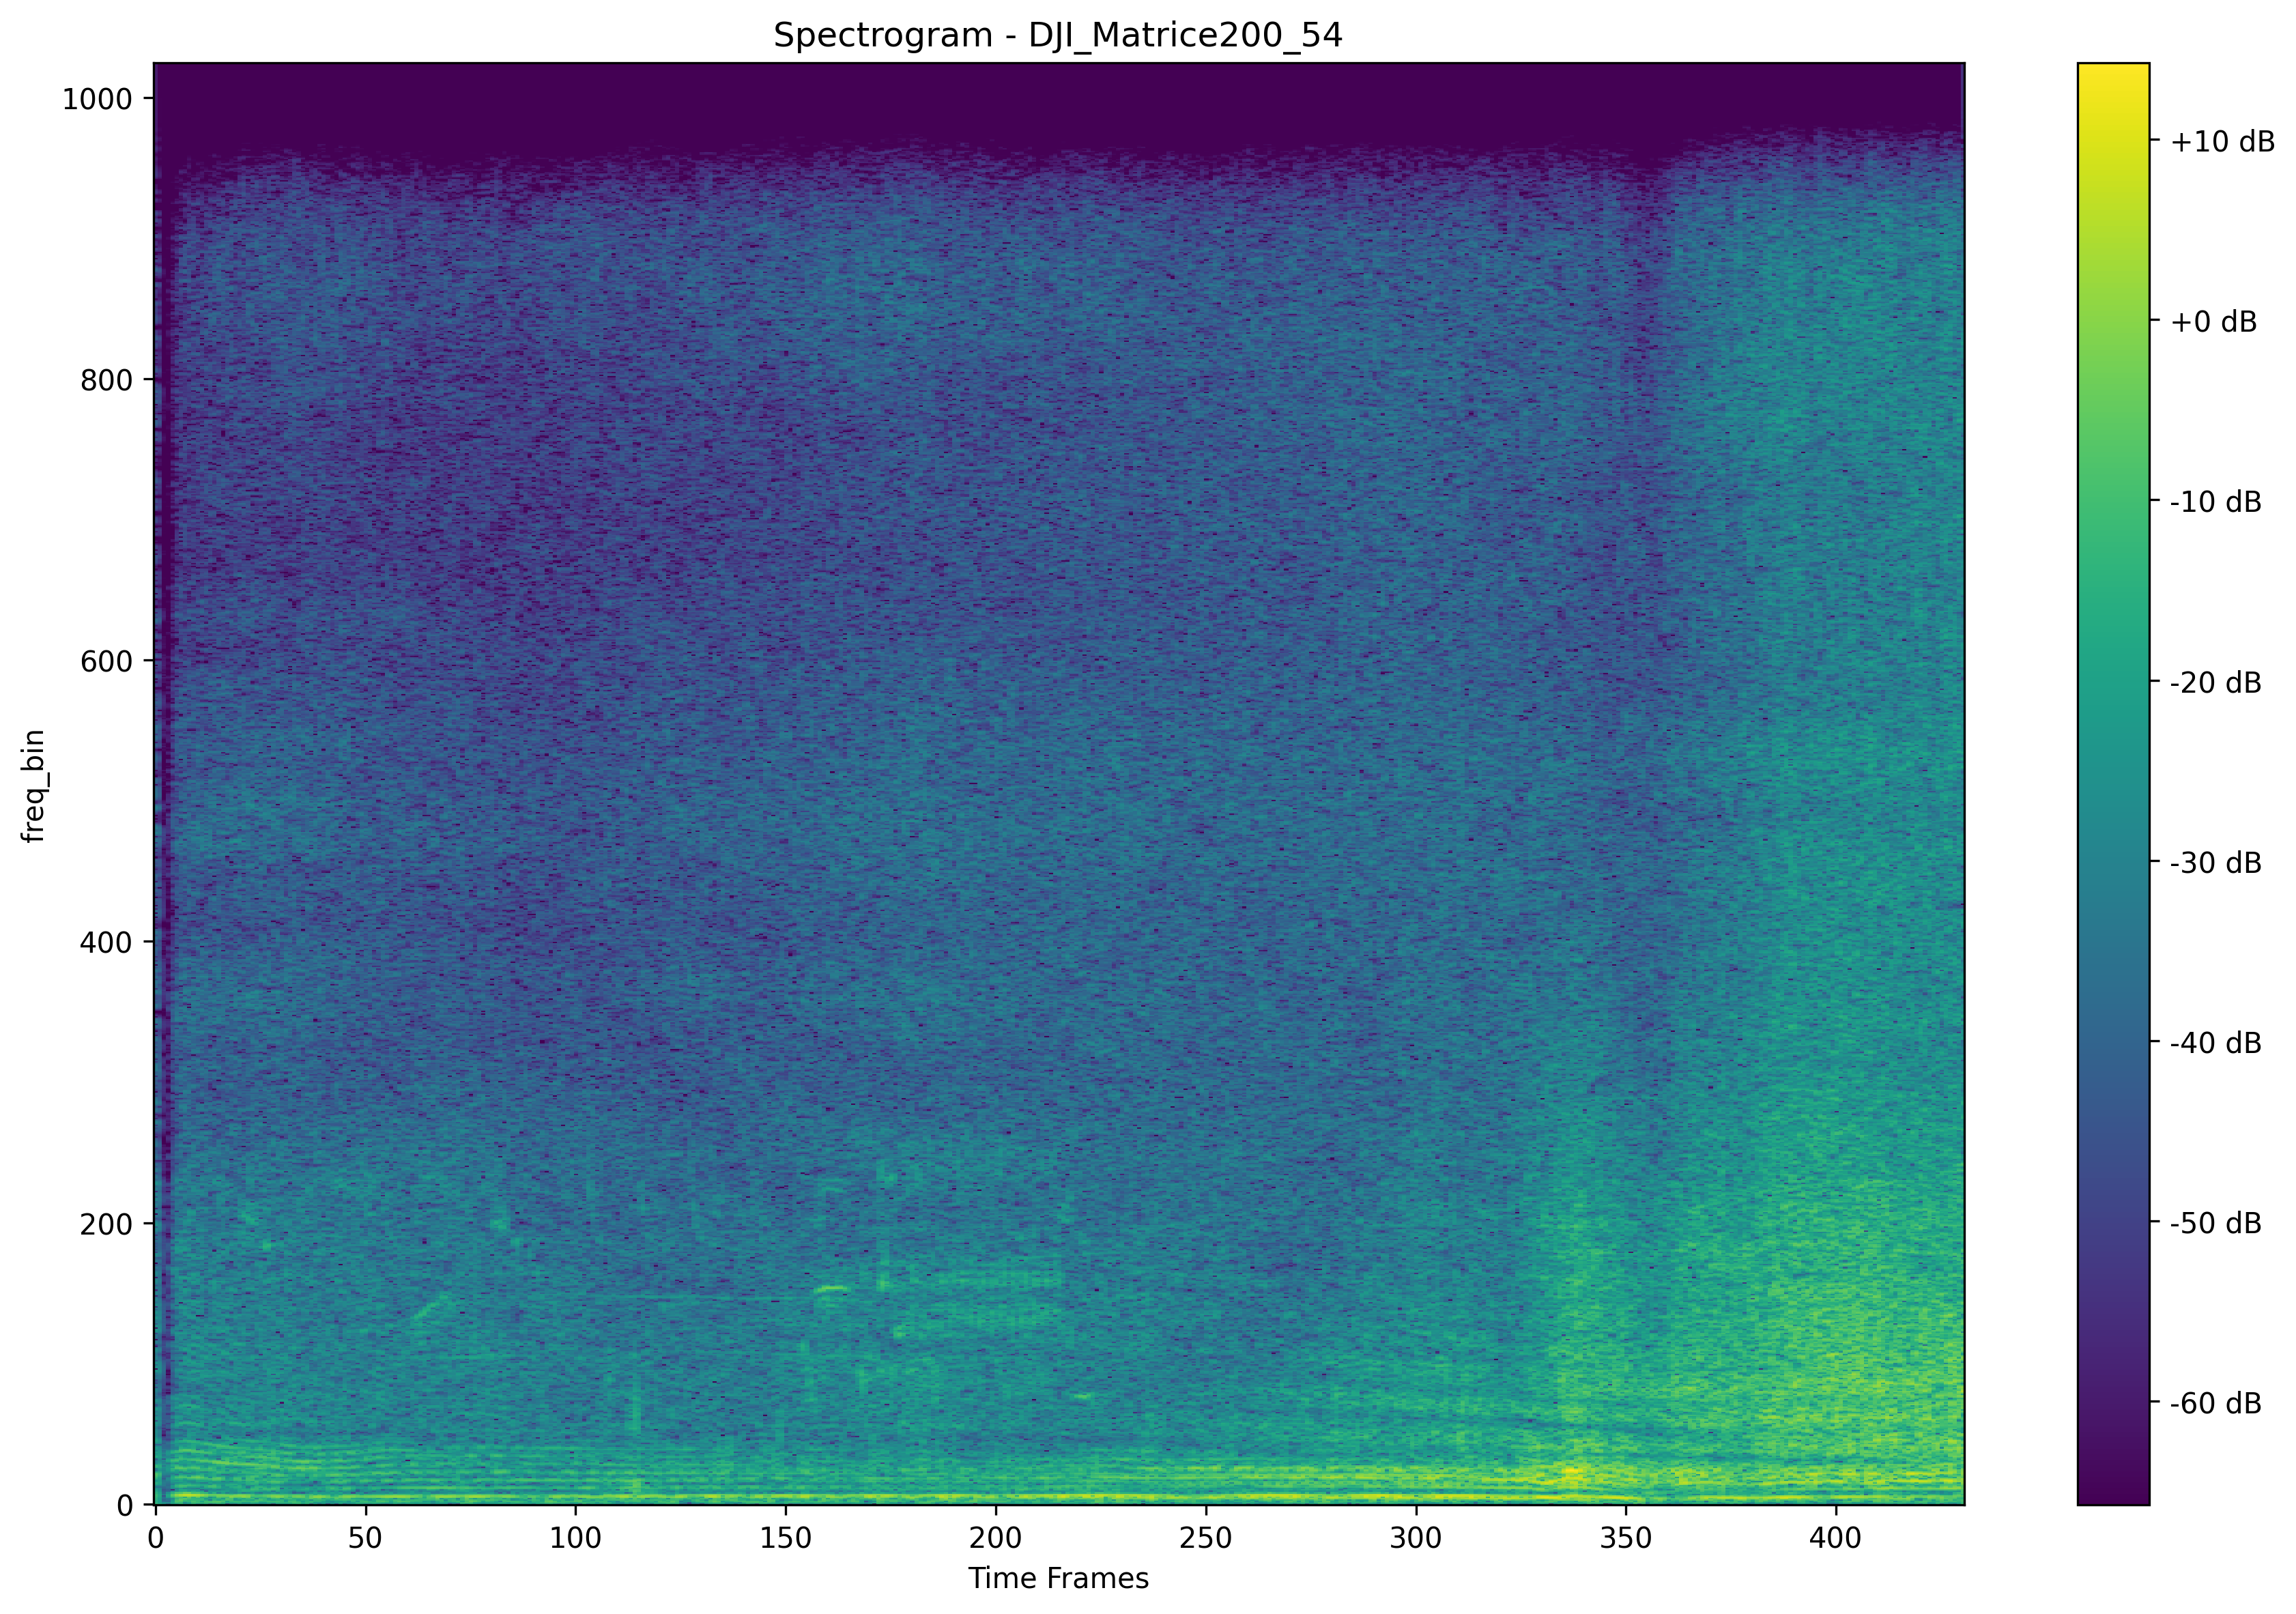 Spectrogram - DJI_Matrice200_54
1000
800
600
400
200
0
freq_bin
0 50 100 150 200 250 300 350 400
Time Frames
+10 dB
+0 dB
-10 dB
-20 dB
-30 dB
-40 dB
-50 dB
-60 dB